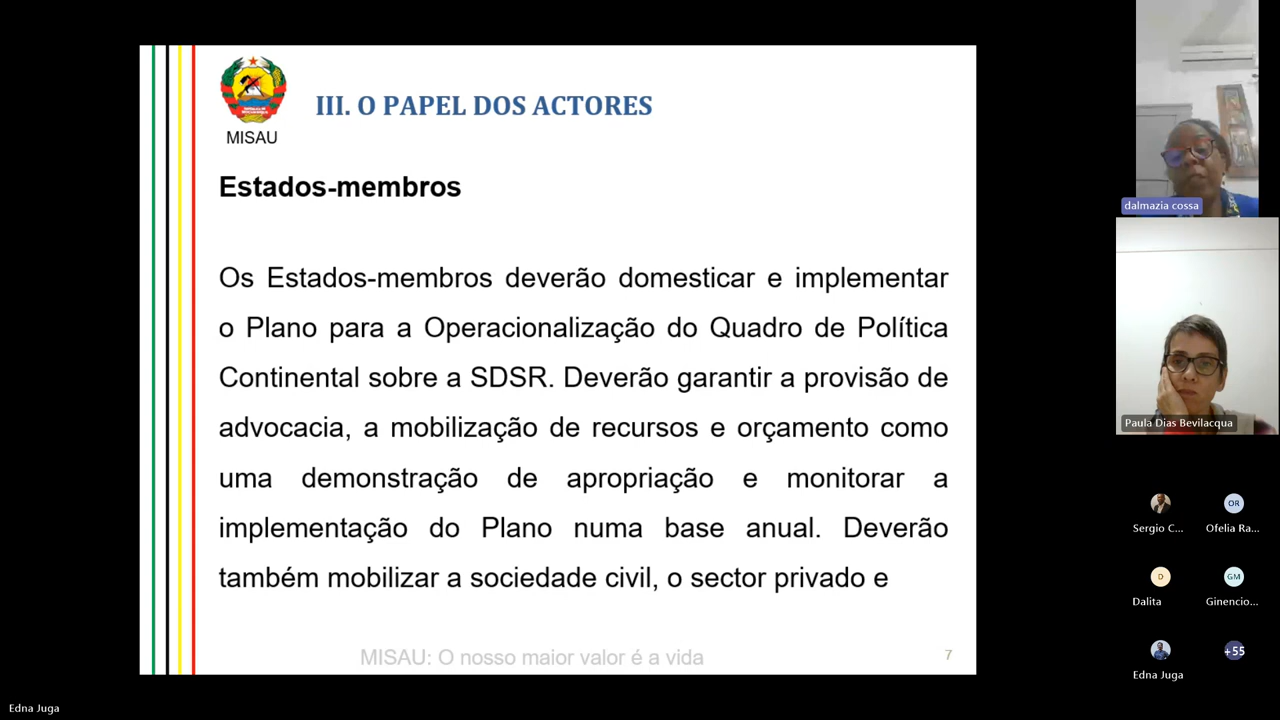 III. O PAPEL DOS ACTORES
MISAU
Estados-membros
Os Estados-membros deverão domesticar e implementar
o Plano para a Operacionalização do Quadro de Política
Continental sobre a SDSR. Deverão garantir a provisão de
advocacia, a mobilização de recursos e orçamento como
uma demonstração de apropriação e monitorar a
implementação do Plano numa base anual. Deverão
também mobilizar a sociedade civil, o sector privado e
MISAU: O nosso maior valor é a vida
7
dalmazia cossa
Paula Dias Bevilacqua
OR
Sergio C...
Ofelia Ra...
D
GM
Dalita
Ginencio...
+55
Edna Juga
Edna Juga